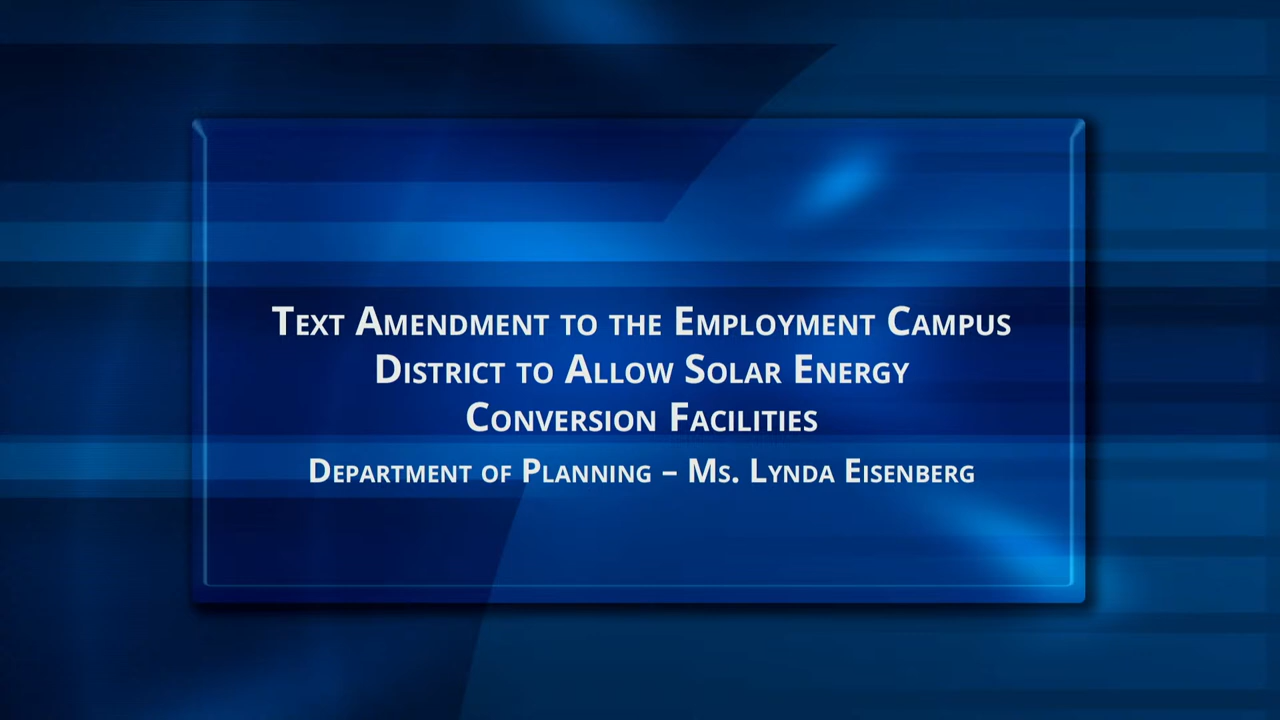 Text Amendment to the Employment Campus
District to Allow Solar Energy
Conversion Facilities
Department of Planning – Ms. Lynda Eisenberg